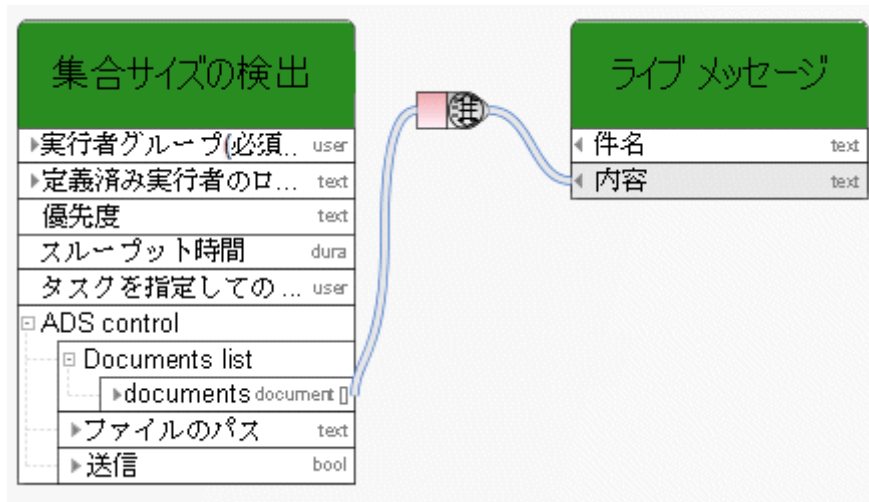 集合サイズの検出
実行者グループ(必須.. user
定義済み実行者のロ... text
優先度 text
スループット時間 dura
タスクを指定しての ... user
ADS control
Documents list
documents document []
ファイルのパス text
送信 bool
ライブ メッセージ
件名 text
内容 text